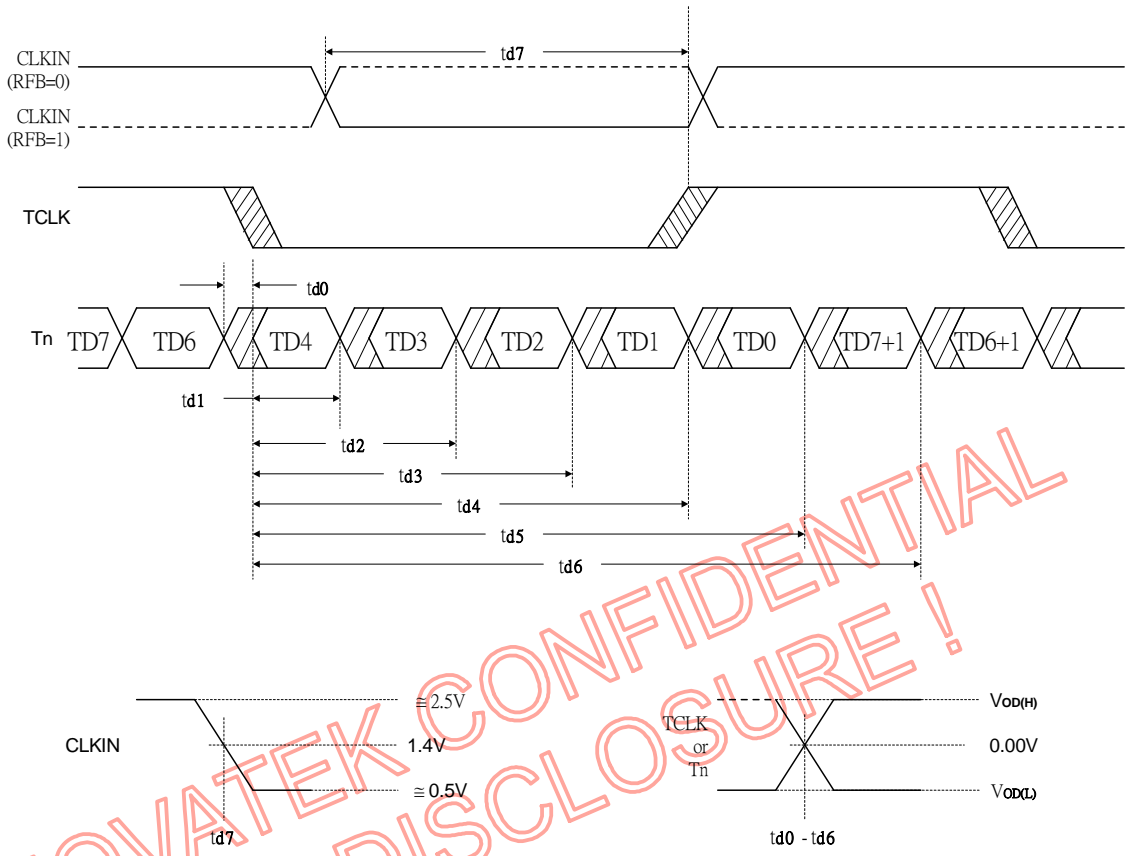 td7
CLKIN
(RFB=0)
CLKIN
(RFB=1)
TCLK
td0
Tn TD7 TD6 TD4 TD3 TD2 TD1 TD0 TD7+1 TD6+1
td1
td2
td3
td4
td5
td6
≅2.5V
CLKIN
1.4V
≅0.5V
td7
VOD(H)
TCLK
or
Tn
0.00V
VOD(L)
td0 - td6
OVATEK CONFIDENTIAL
DISCLOSURE !